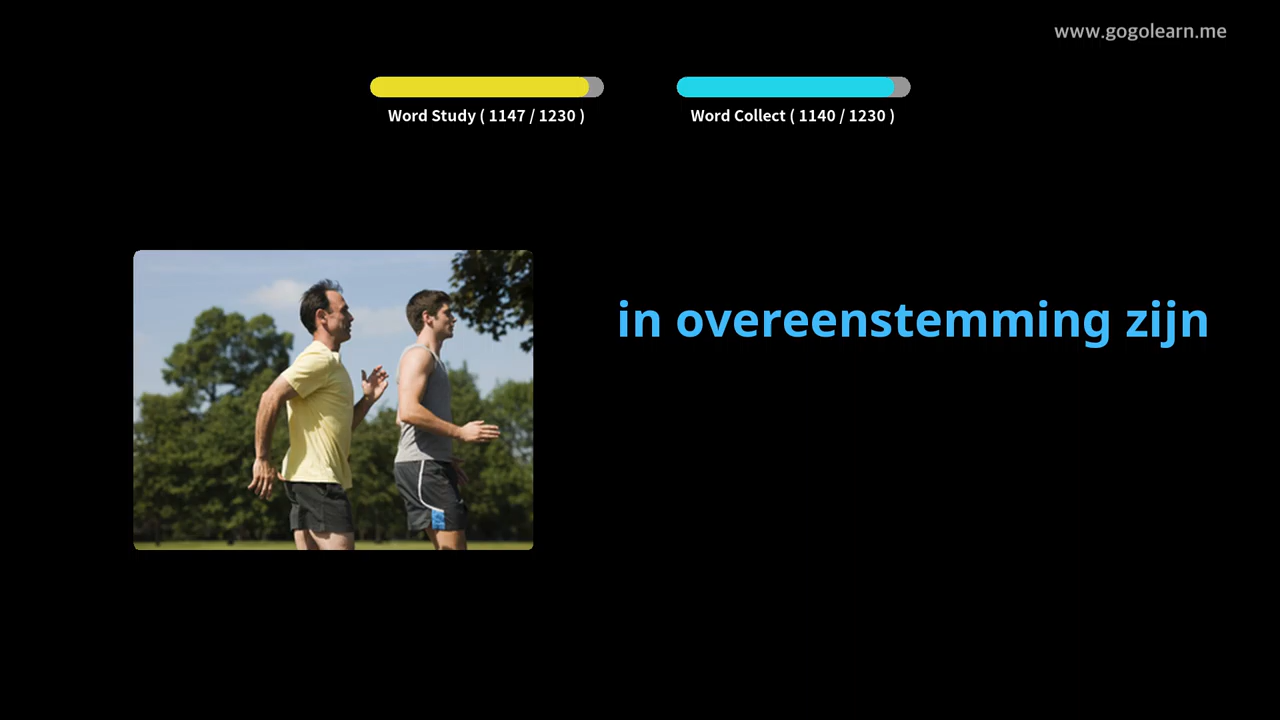 www.gogolearn.me
Word Study ( 1147 / 1230 )
Word Collect ( 1140 / 1230 )
in overeenstemming zijn